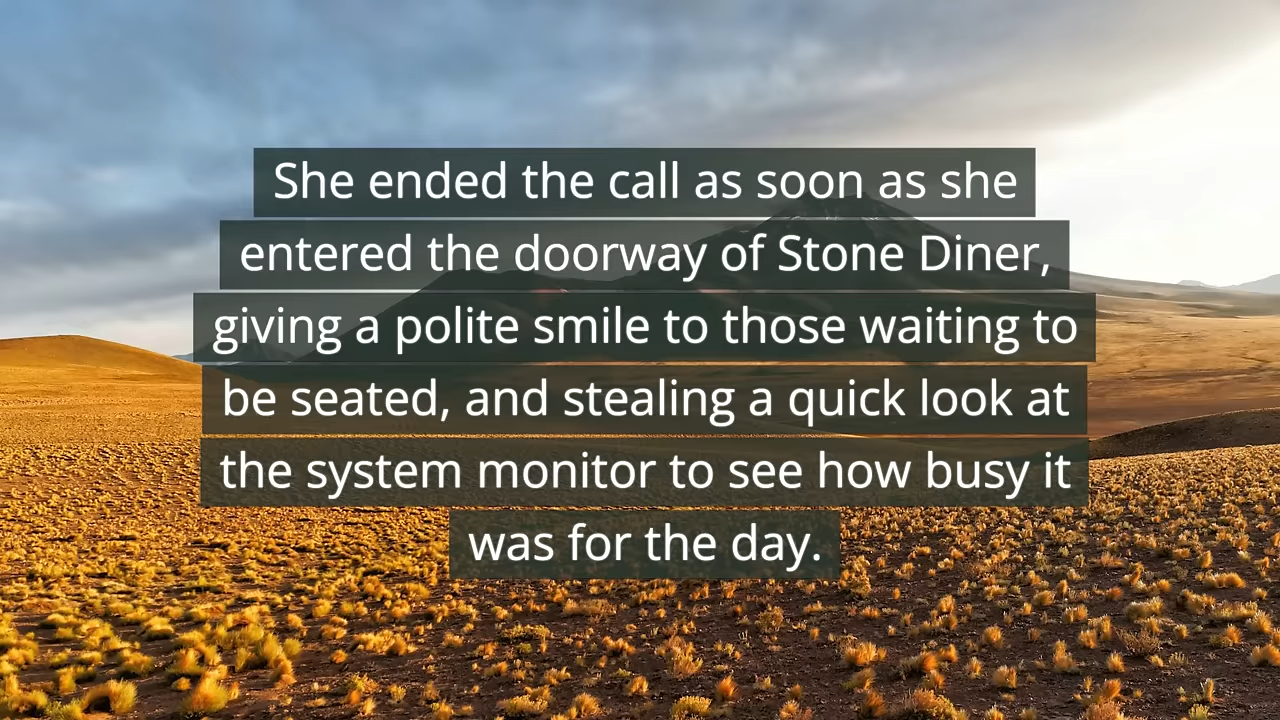 She ended the call as soon as she
entered the doorway of Stone Diner,
giving a polite smile to those waiting to
be seated, and stealing a quick look at
the system monitor to see how busy it
was for the day.